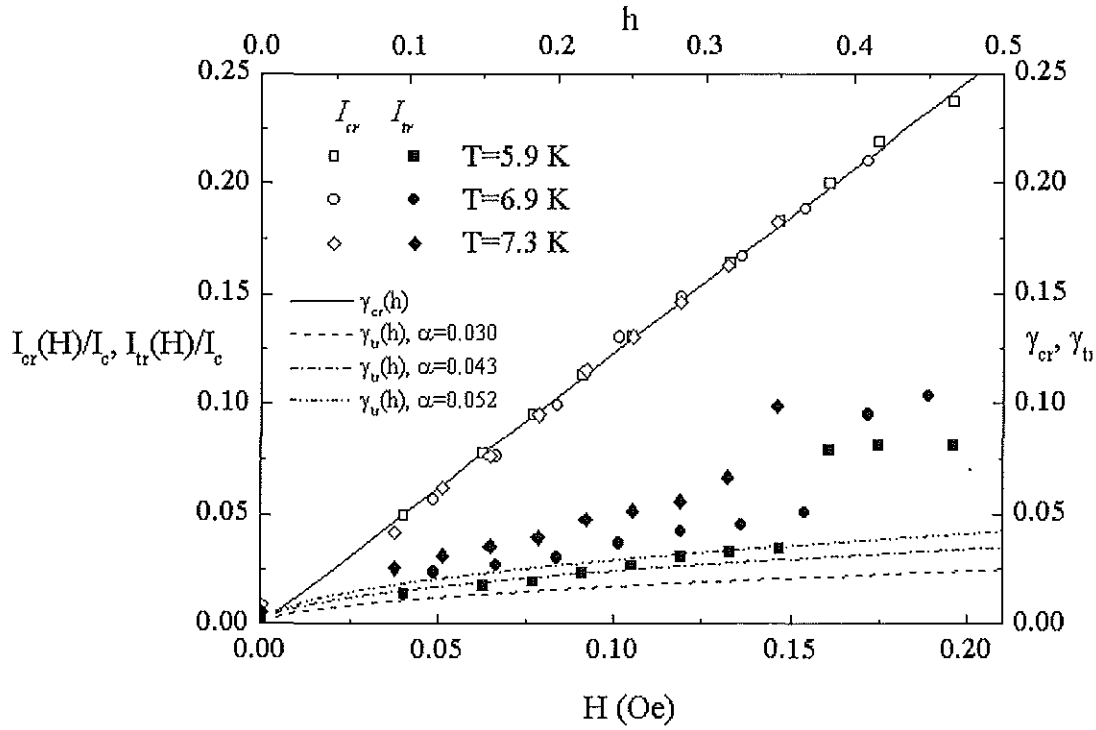 h
0.0 0.1 0.2 0.3 0.4 0.5
0.25 0.25
I_cr I_tr
T=5.9 K
0.20 0.20
T=6.9 K
T=7.3 K
0.15 0.15
γ_cr(h)
γ_tr(h), α=0.030
I_cr(H)/I_c, I_tr(H)/I_c γ_cr, γ_tr
γ_tr(h), α=0.043
γ_tr(h), α=0.052
0.10 0.10
0.05 0.05
0.00 0.00
0.00 0.05 0.10 0.15 0.20
H (Oe)